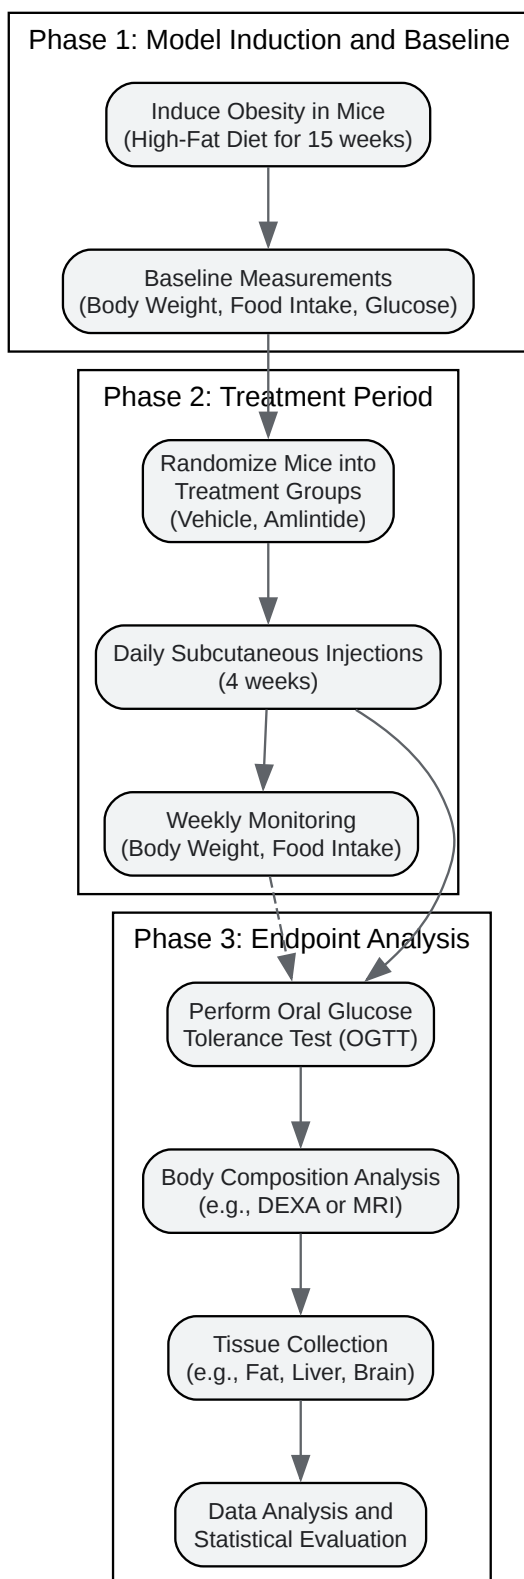 Phase 1: Model Induction and Baseline
Induce Obesity in Mice
(High-Fat Diet for 15 weeks)
Baseline Measurements
(Body Weight, Food Intake, Glucose)
Phase 2: Treatment Period
Randomize Mice into
Treatment Groups
(Vehicle, Amlintide)
Daily Subcutaneous Injections
(4 weeks)
Weekly Monitoring
(Body Weight, Food Intake)
Phase 3: Endpoint Analysis
Perform Oral Glucose
Tolerance Test (OGTT)
Body Composition Analysis
(e.g., DEXA or MRI)
Tissue Collection
(e.g., Fat, Liver, Brain)
Data Analysis and
Statistical Evaluation